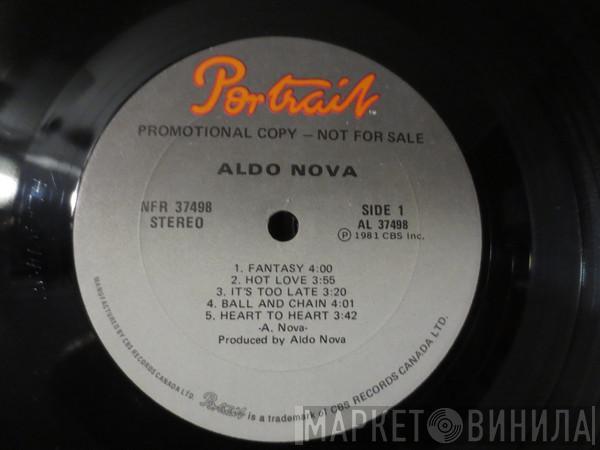 Portrait™
PROMOTIONAL COPY – NOT FOR SALE
ALDO NOVA
NFR 37498
STEREO
SIDE 1
AL 37498
Ⓟ 1981 CBS Inc.
1. FANTASY 4:00
2. HOT LOVE 3:55
3. IT'S TOO LATE 3:20
4. BALL AND CHAIN 4:01
5. HEART TO HEART 3:42
-A. Nova-
Produced by Aldo Nova
MANUFACTURED BY CBS RECORDS CANADA LTD.
Portrait is a trademark of CBS RECORDS CANADA LTD.
МАРКЕТ ВИНИЛА